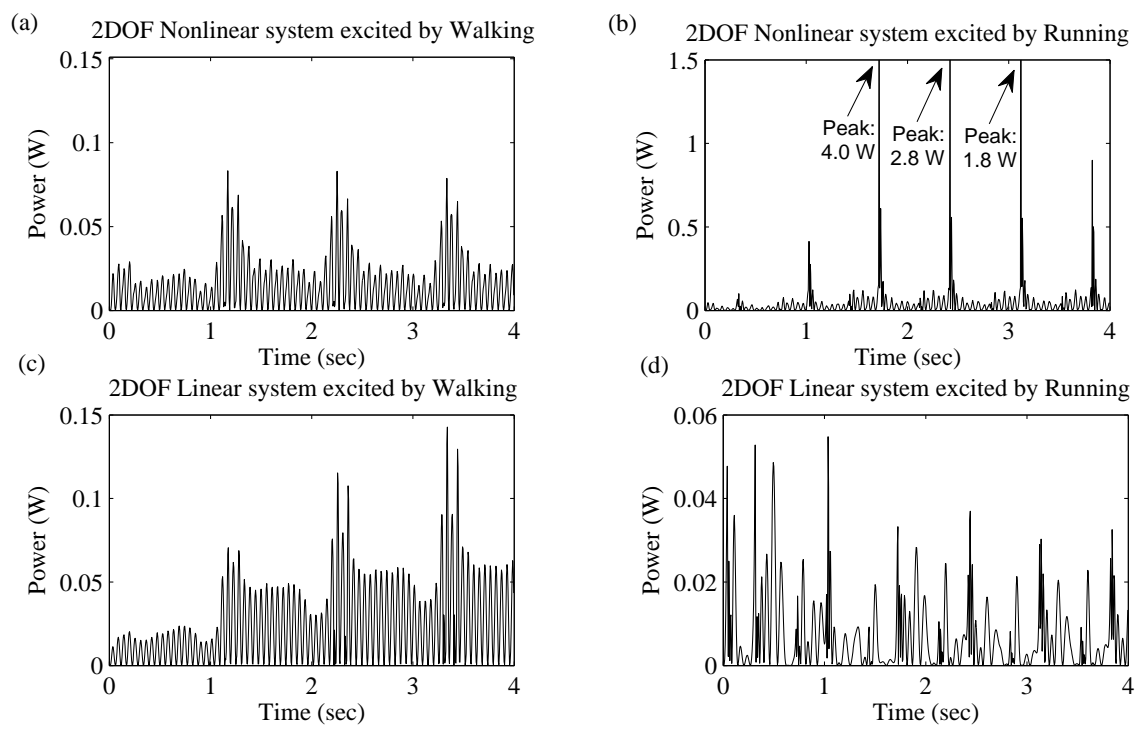 (a)
2DOF Nonlinear system excited by Walking
0.15
0.1
0.05
0
Power (W)
0 1 2 3 4
Time (sec)
(b)
2DOF Nonlinear system excited by Running
1.5
1
0.5
0
Power (W)
Peak:
4.0 W
Peak:
2.8 W
Peak:
1.8 W
0 1 2 3 4
Time (sec)
(c)
2DOF Linear system excited by Walking
0.15
0.1
0.05
0
Power (W)
0 1 2 3 4
Time (sec)
(d)
2DOF Linear system excited by Running
0.06
0.04
0.02
0
Power (W)
0 1 2 3 4
Time (sec)